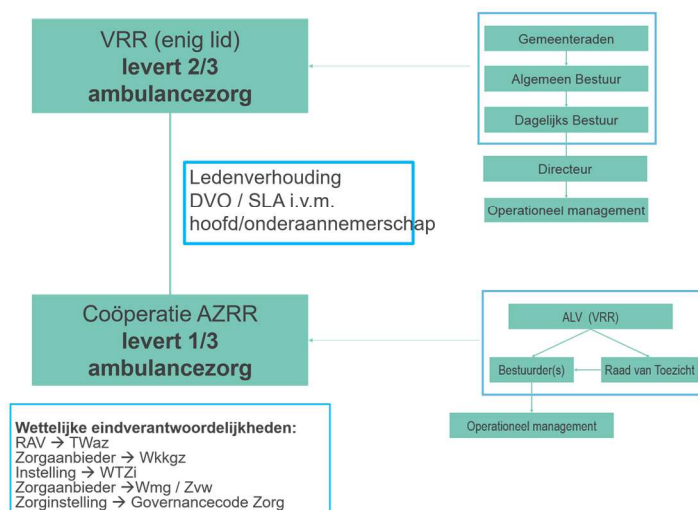 VRR (enig lid)
levert 2/3
ambulancezorg
Gemeenteraden
Algemeen Bestuur
Dagelijks Bestuur
Directeur
Operationeel management
Ledenverhouding
DVO / SLA i.v.m.
hoofd/onderaannemerschap
Coöperatie AZRR
levert 1/3
ambulancezorg
ALV (VRR)
Bestuurder(s)
Raad van Toezicht
Operationeel management
Wettelijke eindverantwoordelijkheden:
RAV → TWaz
Zorgaanbieder → Wkkgz
Instelling → WTZi
Zorgaanbieder →Wmg / Zvw
Zorginstelling → Governancecode Zorg